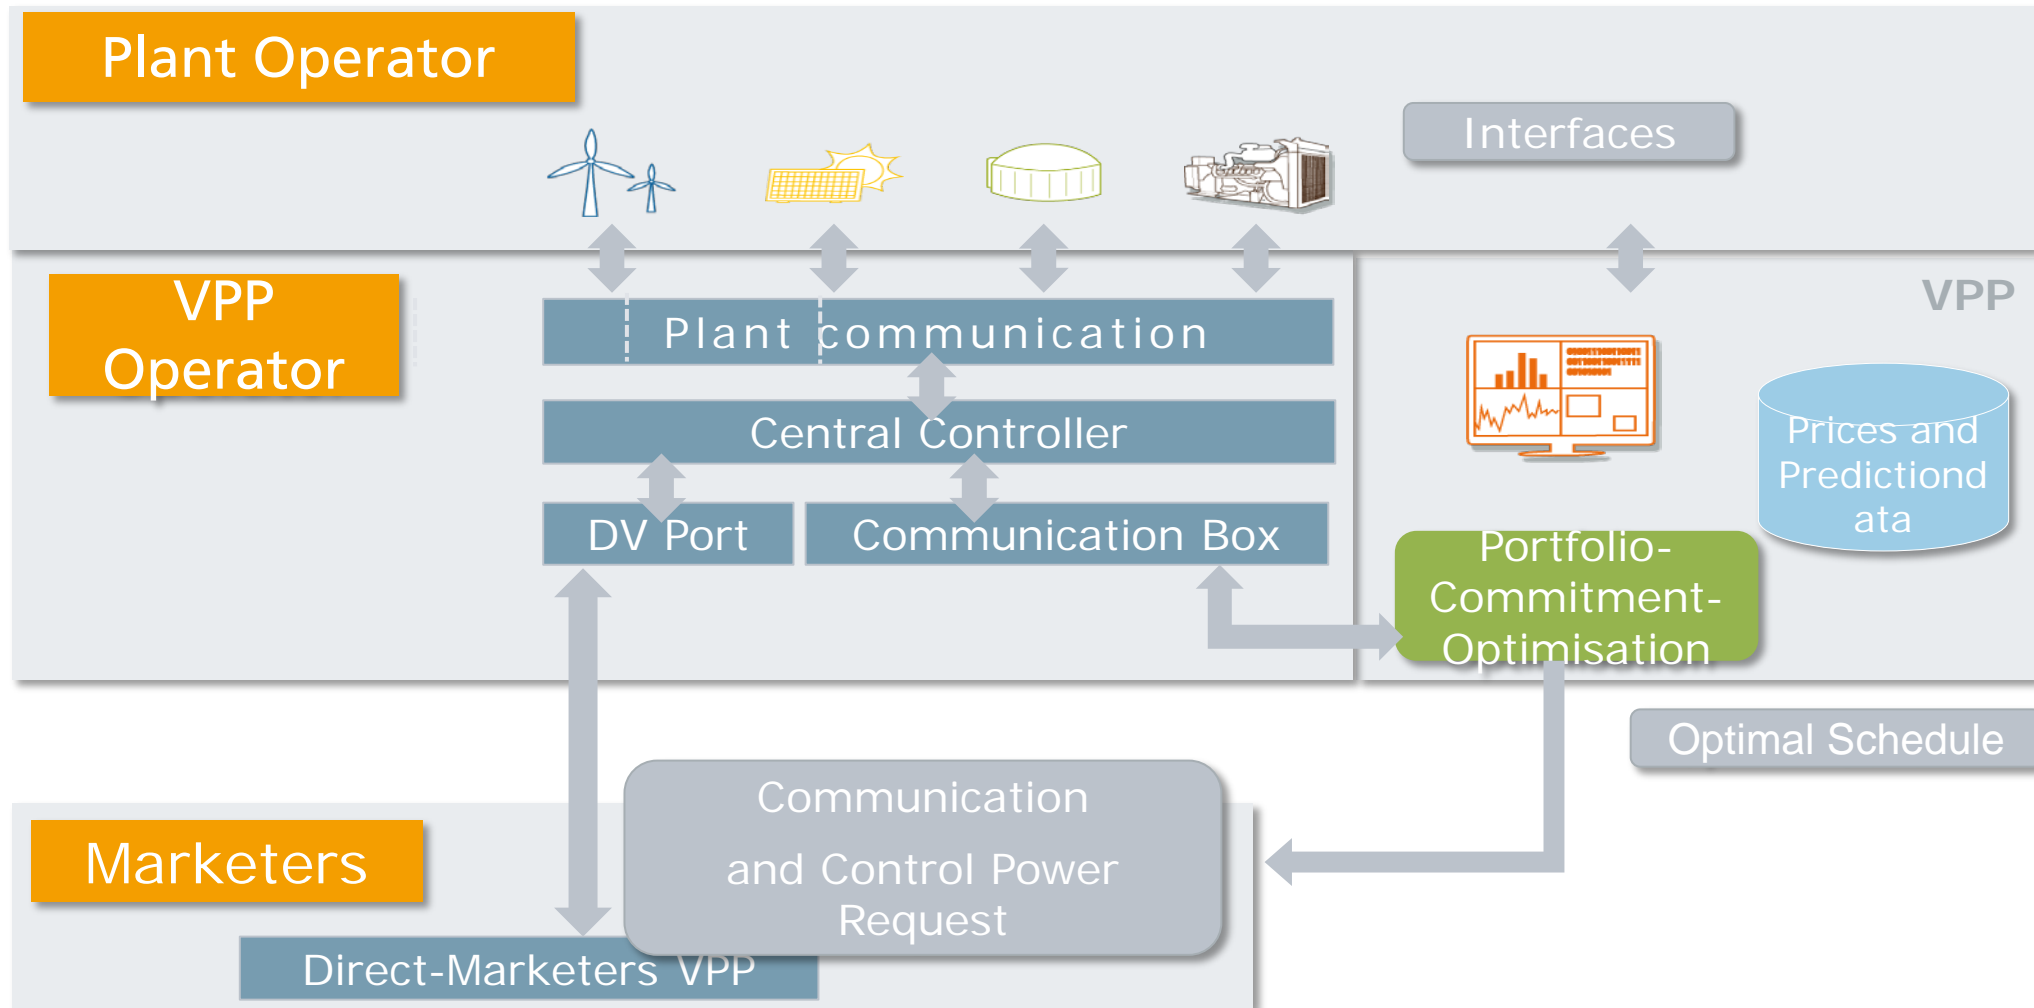 Plant Operator
Interfaces
VPP
Operator
VPP
Plant communication
Central Controller
Prices and
Predictiond
ata
DV Port
Communication Box
Portfolio-
Commitment-
Optimisation
Optimal Schedule
Communication
and Control Power
Request
Marketers
Direct-Marketers VPP